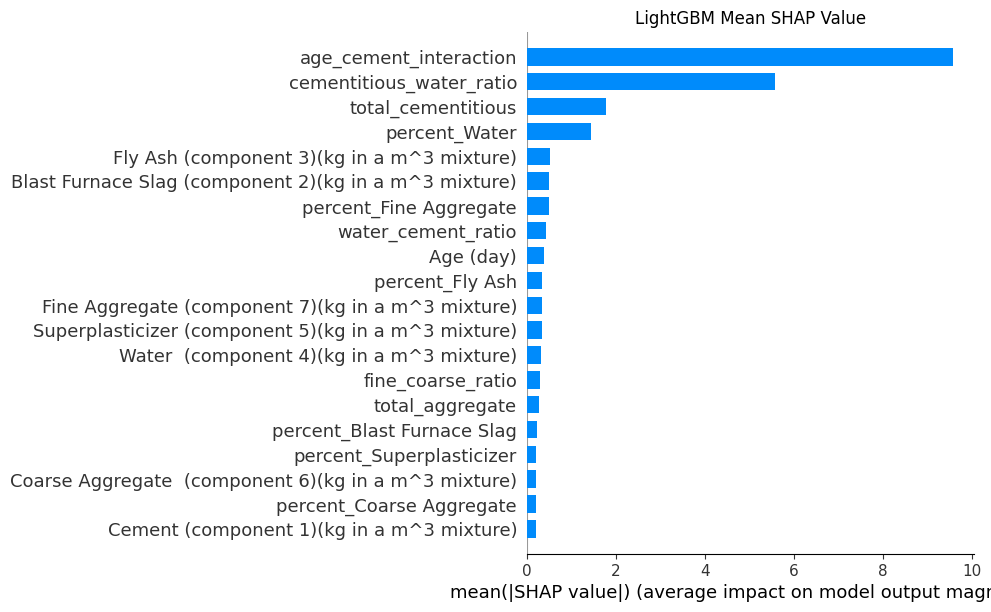 LightGBM Mean SHAP Value
age_cement_interaction
cementitious_water_ratio
total_cementitious
percent_Water
Fly Ash (component 3)(kg in a m^3 mixture)
Blast Furnace Slag (component 2)(kg in a m^3 mixture)
percent_Fine Aggregate
water_cement_ratio
Age (day)
percent_Fly Ash
Fine Aggregate (component 7)(kg in a m^3 mixture)
Superplasticizer (component 5)(kg in a m^3 mixture)
Water  (component 4)(kg in a m^3 mixture)
fine_coarse_ratio
total_aggregate
percent_Blast Furnace Slag
percent_Superplasticizer
Coarse Aggregate  (component 6)(kg in a m^3 mixture)
percent_Coarse Aggregate
Cement (component 1)(kg in a m^3 mixture)
0 2 4 6 8 10
mean(|SHAP value|) (average impact on model output magn